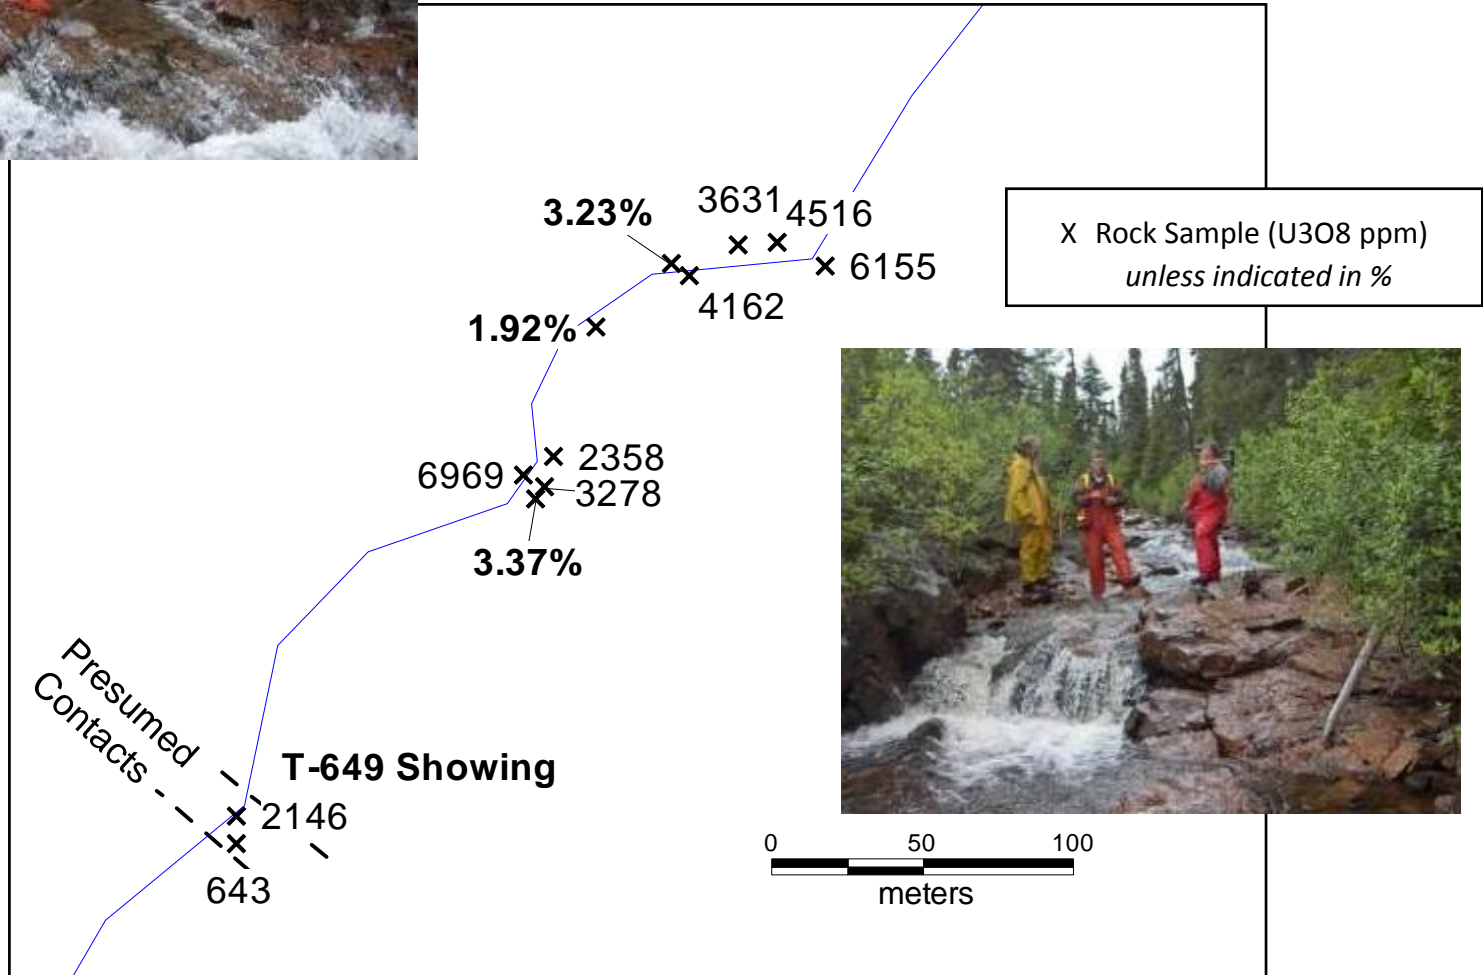 3631
4516
3.23%
X Rock Sample (U3O8 ppm)
unless indicated in %
6155
4162
1.92%
2358
6969
3278
3.37%
Presumed
Contacts
T-649 Showing
2146
643
0 50 100
meters